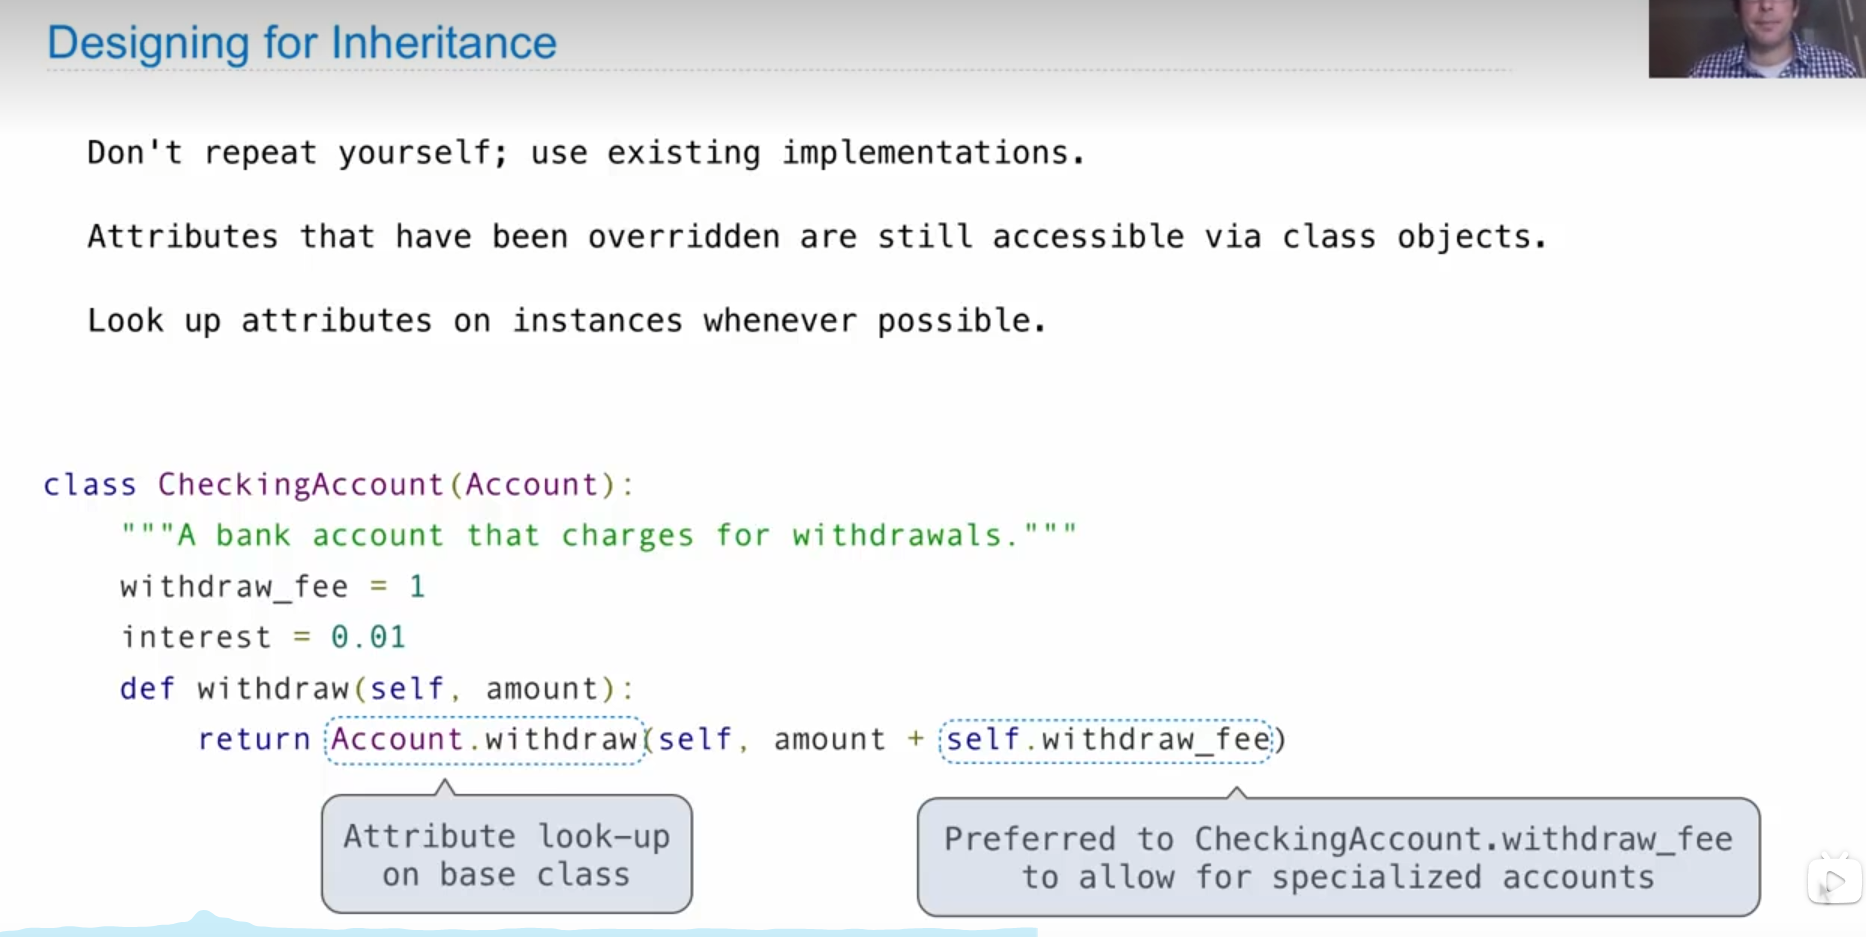 Designing for Inheritance
Don't repeat yourself; use existing implementations.
Attributes that have been overridden are still accessible via class objects.
Look up attributes on instances whenever possible.
class CheckingAccount(Account):
"""A bank account that charges for withdrawals."""
withdraw_fee = 1
interest = 0.01
def withdraw(self, amount):
return Account.withdraw(self, amount + self.withdraw_fee)
Attribute look-up
on base class
Preferred to CheckingAccount.withdraw_fee
to allow for specialized accounts